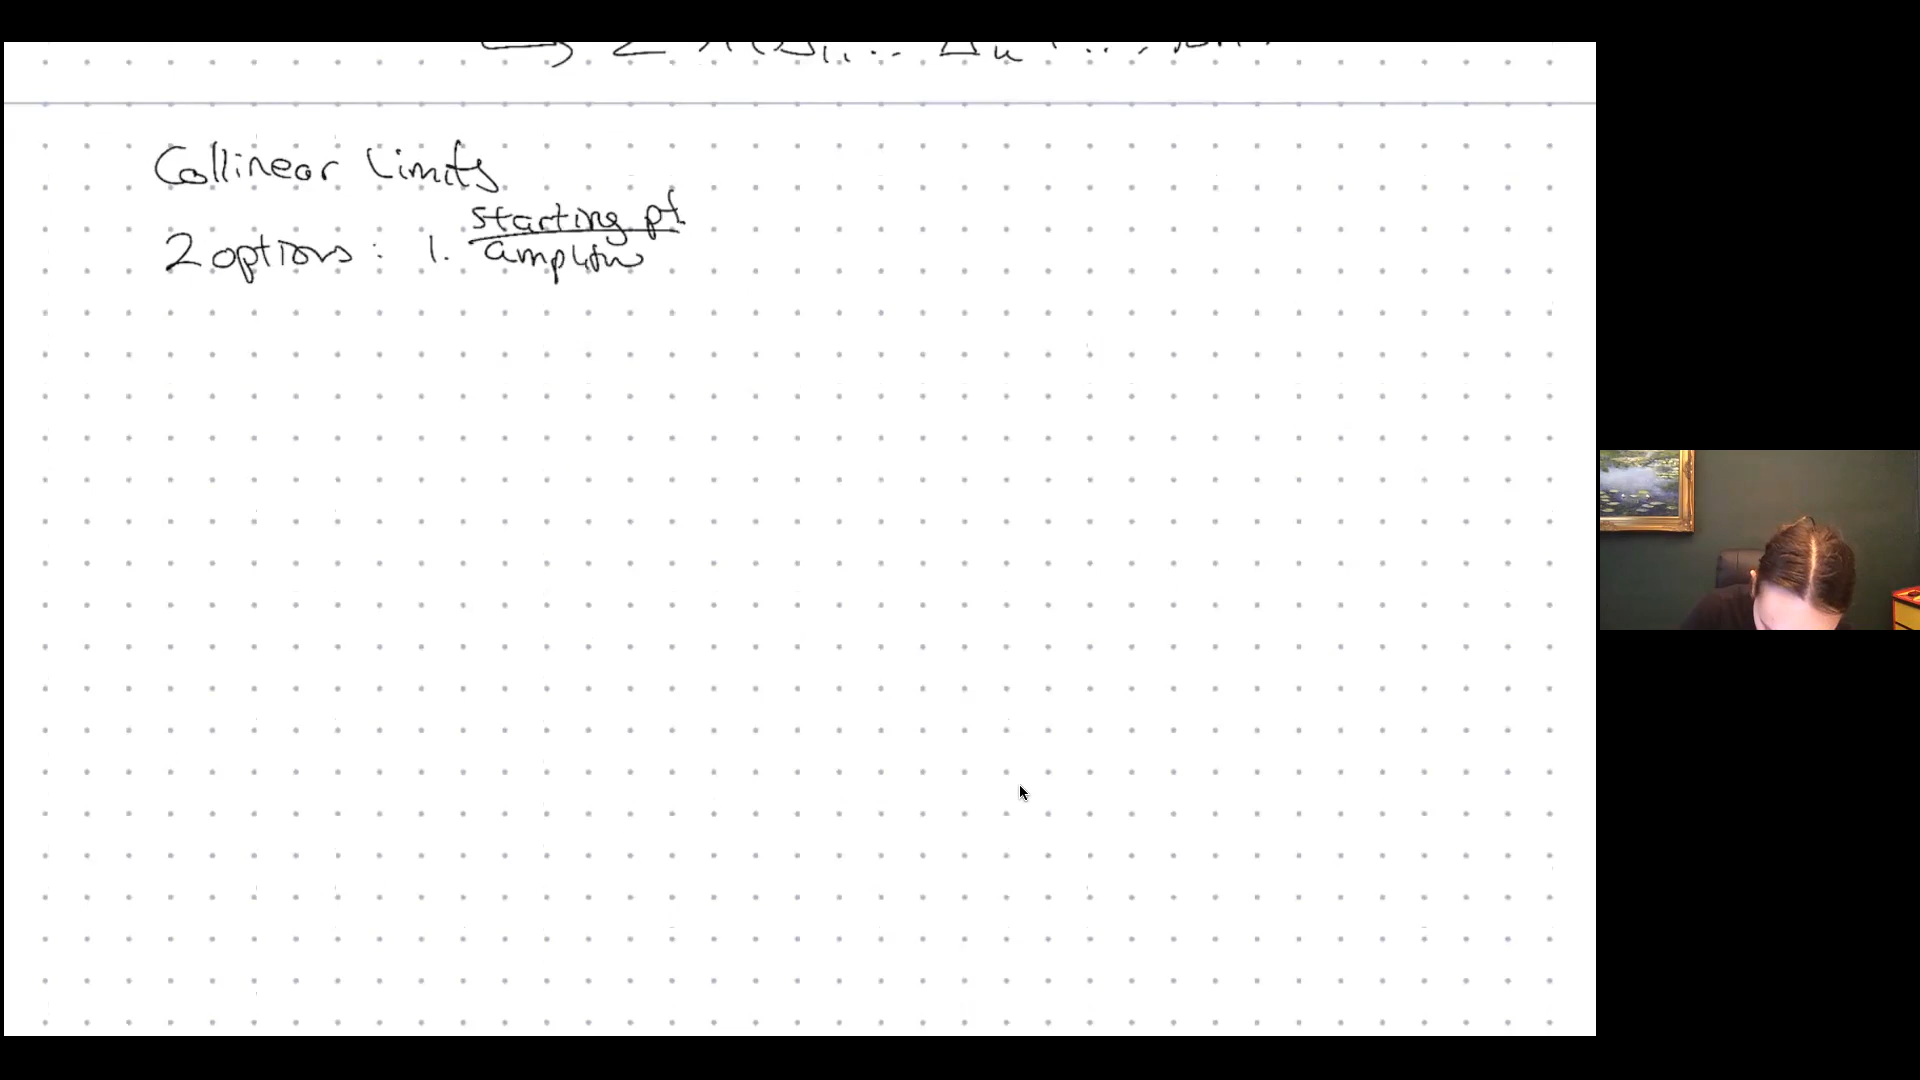 Collinear Limits
starting pt.
2 options: 1. amplitu